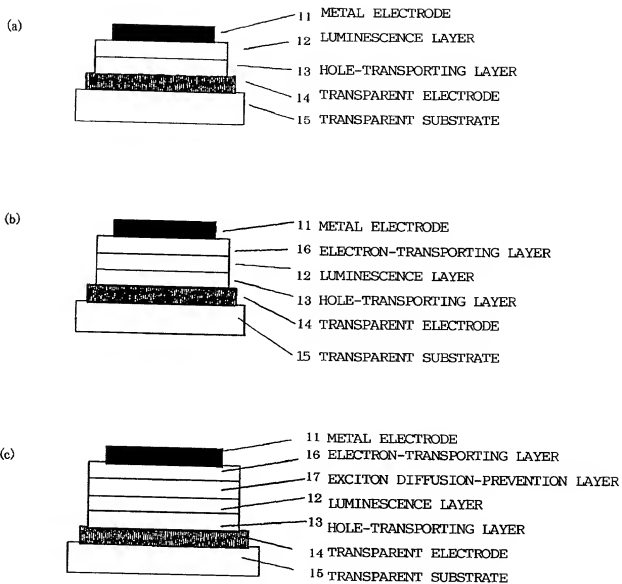 (a)
11 METAL ELECTRODE
12 LUMINESCENCE LAYER
13 HOLE-TRANSPORTING LAYER
14 TRANSPARENT ELECTRODE
15 TRANSPARENT SUBSTRATE
(b)
11 METAL ELECTRODE
16 ELECTRON-TRANSPORTING LAYER
12 LUMINESCENCE LAYER
13 HOLE-TRANSPORTING LAYER
14 TRANSPARENT ELECTRODE
15 TRANSPARENT SUBSTRATE
(c)
11 METAL ELECTRODE
16 ELECTRON-TRANSPORTING LAYER
17 EXCITON DIFFUSION-PREVENTION LAYER
12 LUMINESCENCE LAYER
13 HOLE-TRANSPORTING LAYER
14 TRANSPARENT ELECTRODE
15 TRANSPARENT SUBSTRATE